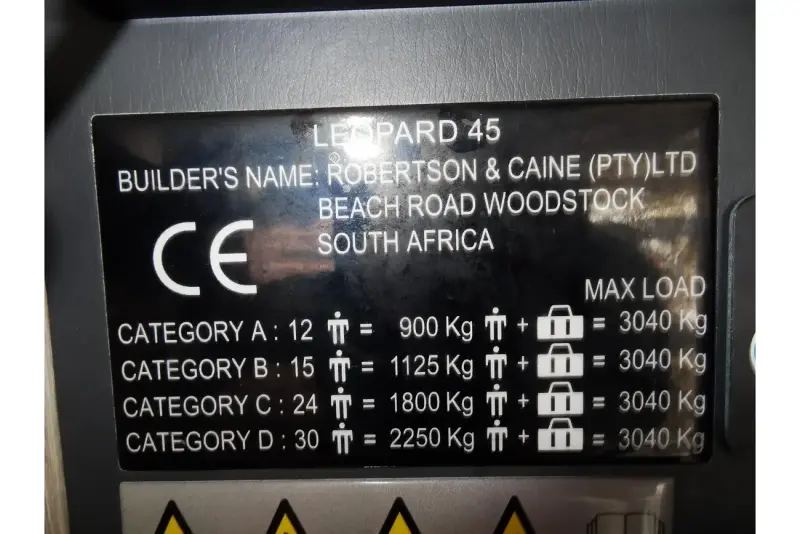 LEOPARD 45
BUILDER'S NAME: ROBERTSON & CAINE (PTY)LTD
BEACH ROAD WOODSTOCK
SOUTH AFRICA
CE
MAX LOAD
CATEGORY A : 12 = 900 Kg + = 3040 Kg
CATEGORY B : 15 = 1125 Kg + = 3040 Kg
CATEGORY C : 24 = 1800 Kg + = 3040 Kg
CATEGORY D : 30 = 2250 Kg + = 3040 Kg